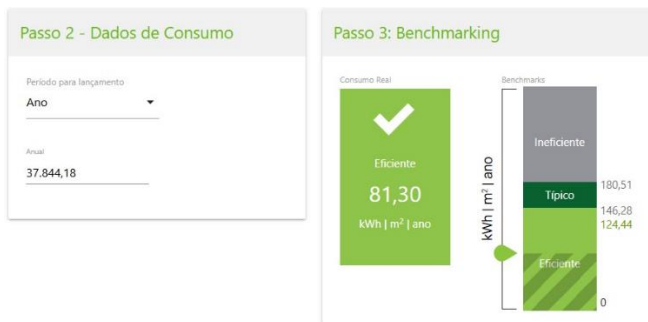 Passo 2 - Dados de Consumo
Período para lançamento
Ano
Anual
37.844,18
Passo 3: Benchmarking
Consumo Real
Eficiente
81,30
kWh | m² | ano
Benchmarks
kWh | m² | ano
Ineficiente
180,51
Típico
146,28
124,44
Eficiente
0